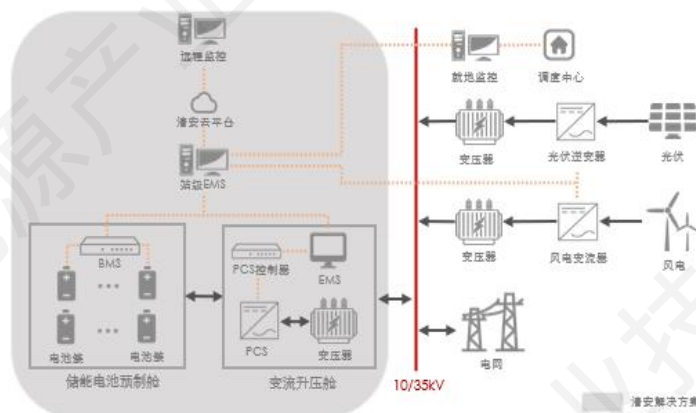 远程监控
就地监控
调度中心
清安云平台
变压器
光伏逆变器
光伏
站级EMS
BMS
PCS控制器
EMS
变压器
风电变流器
风电
电池簇
电池簇
PCS
变压器
电网
储能电池预制舱
变流升压舱
10/35kV
清安解决方案